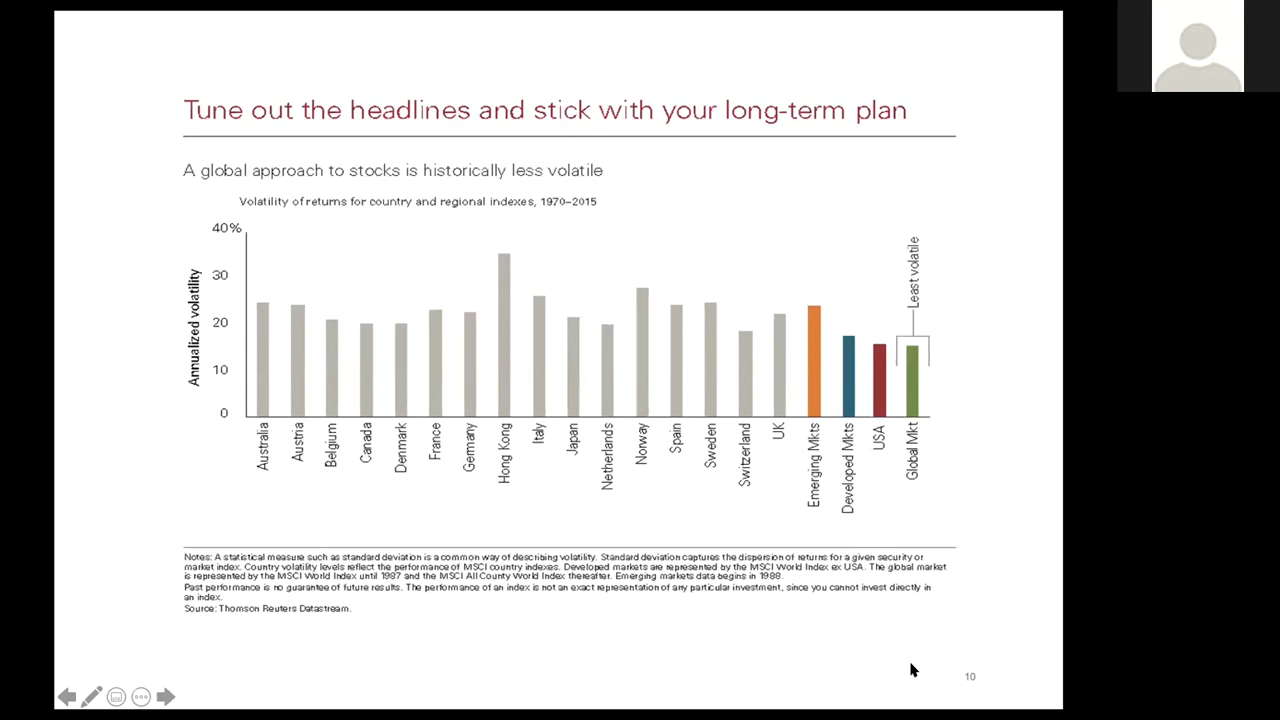 Tune out the headlines and stick with your long-term plan
A global approach to stocks is historically less volatile
Volatility of returns for country and regional indexes, 1970–2015
40%
30
20
10
0
Annualized volatility
Least volatile
Australia
Austria
Belgium
Canada
Denmark
France
Germany
Hong Kong
Italy
Japan
Netherlands
Norway
Spain
Sweden
Switzerland
UK
Emerging Mkts
Developed Mkts
USA
Global Mkt
Notes: A statistical measure such as standard deviation is a common way of describing volatility. Standard deviation captures the dispersion of returns for a given security or
market index. Country volatility levels reflect the performance of MSCI country indexes. Developed markets are represented by the MSCI World Index ex USA. The global market
is represented by the MSCI World Index until 1987 and the MSCI All County World Index thereafter. Emerging markets data begins in 1988.
Past performance is no guarantee of future results. The performance of an index is not an exact representation of any particular investment, since you cannot invest directly in
an index.
Source: Thomson Reuters Datastream.
10